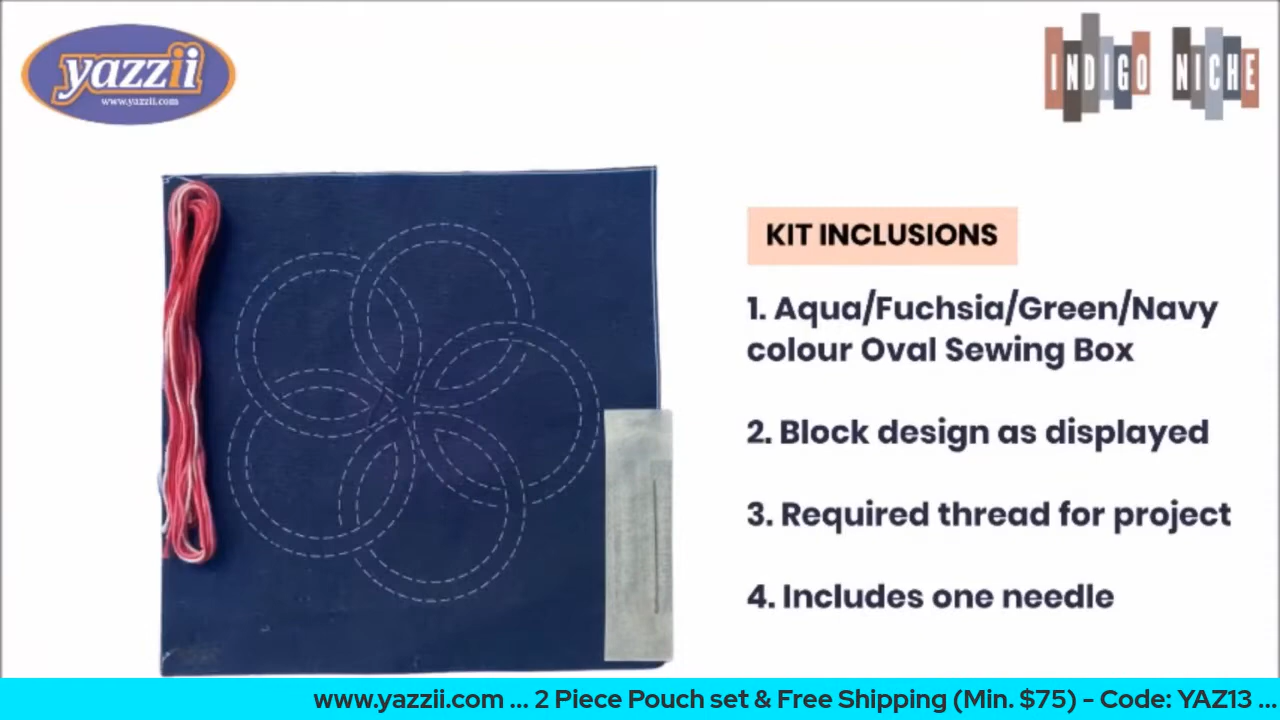 yazzii
www.yazzii.com
INDIGO NICHE
KIT INCLUSIONS
1. Aqua/Fuchsia/Green/Navy
colour Oval Sewing Box
2. Block design as displayed
3. Required thread for project
4. Includes one needle
www.yazzii.com ... 2 Piece Pouch set & Free Shipping (Min. $75) - Code: YAZ13 ...